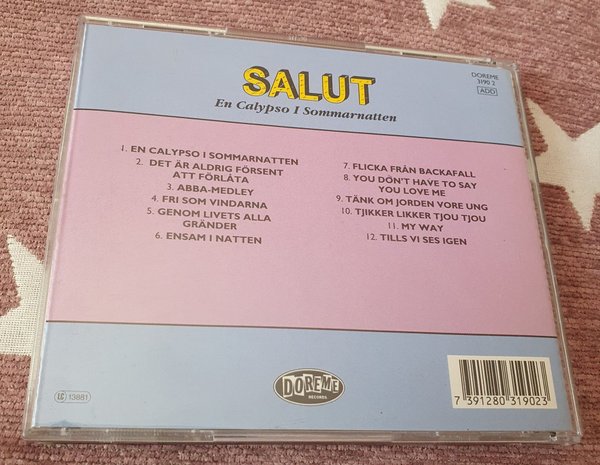 SALUT
En Calypso I Sommarnatten
DOREME
3190 2
ADD
1. EN CALYPSO I SOMMARNATTEN
2. DET ÄR ALDRIG FÖRSENT
ATT FÖRLÅTA
3. ABBA-MEDLEY
4. FRI SOM VINDARNA
5. GENOM LIVETS ALLA
GRÄNDER
6. ENSAM I NATTEN
7. FLICKA FRÅN BACKAFALL
8. YOU DON'T HAVE TO SAY
YOU LOVE ME
9. TÄNK OM JORDEN VORE UNG
10. TJIKKER LIKKER TJOU TJOU
11. MY WAY
12. TILLS VI SES IGEN
LC 13881
DOREME
RECORDS
7 391280 319023